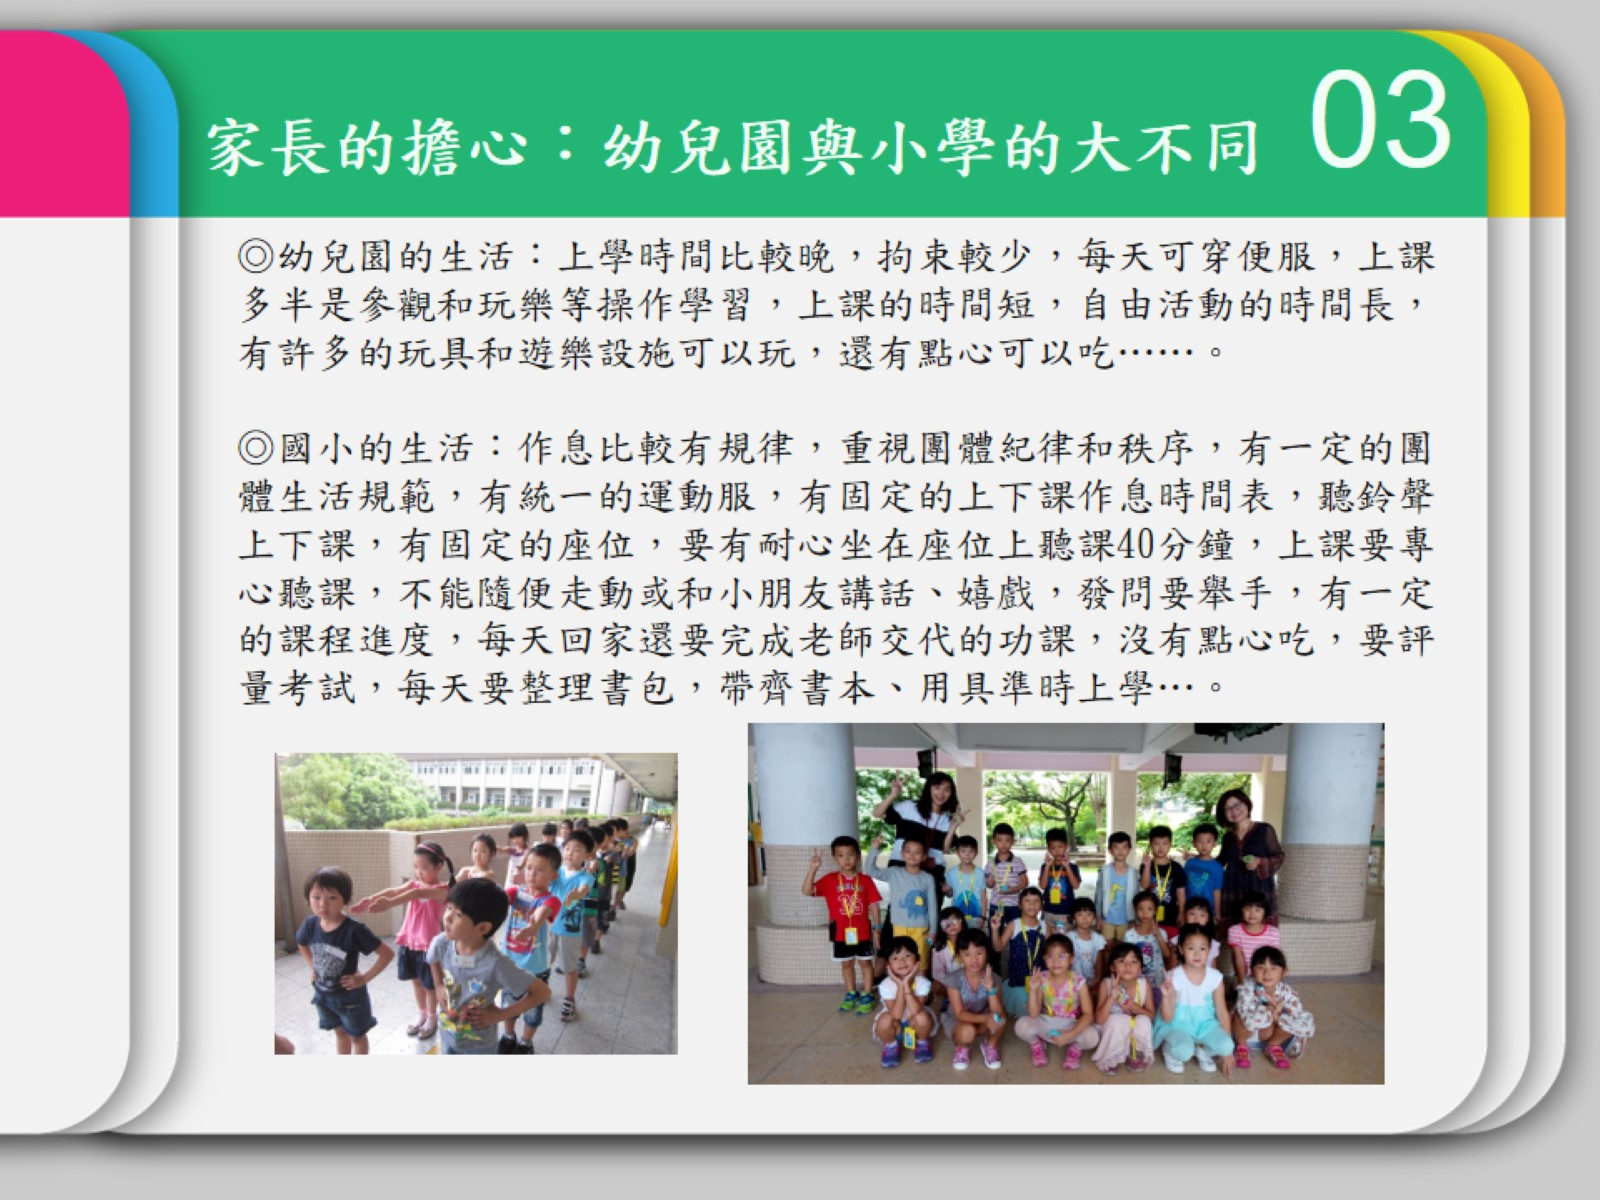 家長的擔心：幼兒園與小學的大不同
03
◎幼兒園的生活：上學時間比較晚，拘束較少，每天可穿便服，上課
多半是參觀和玩樂等操作學習，上課的時間短，自由活動的時間長，
有許多的玩具和遊樂設施可以玩，還有點心可以吃……。
◎國小的生活：作息比較有規律，重視團體紀律和秩序，有一定的團
體生活規範，有統一的運動服，有固定的上下課作息時間表，聽鈴聲
上下課，有固定的座位，要有耐心坐在座位上聽課40分鐘，上課要專
心聽課，不能隨便走動或和小朋友講話、嬉戲，發問要舉手，有一定
的課程進度，每天回家還要完成老師交代的功課，沒有點心吃，要評
量考試，每天要整理書包，帶齊書本、用具準時上學…。